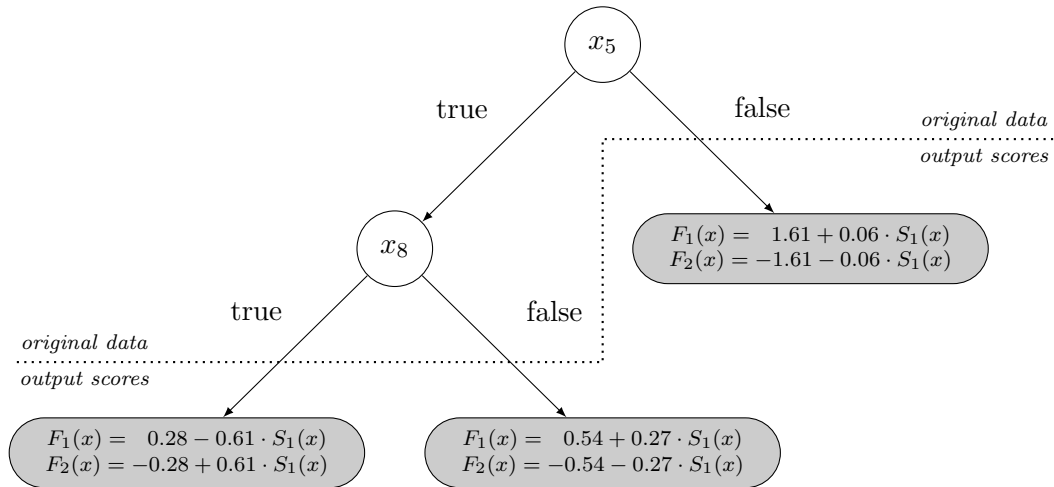 x₅
true
false
original data
output scores
x₈
F₁(x) = 1.61 + 0.06 · S₁(x)
F₂(x) = −1.61 − 0.06 · S₁(x)
true
false
original data
output scores
F₁(x) = 0.28 − 0.61 · S₁(x)
F₂(x) = −0.28 + 0.61 · S₁(x)
F₁(x) = 0.54 + 0.27 · S₁(x)
F₂(x) = −0.54 − 0.27 · S₁(x)